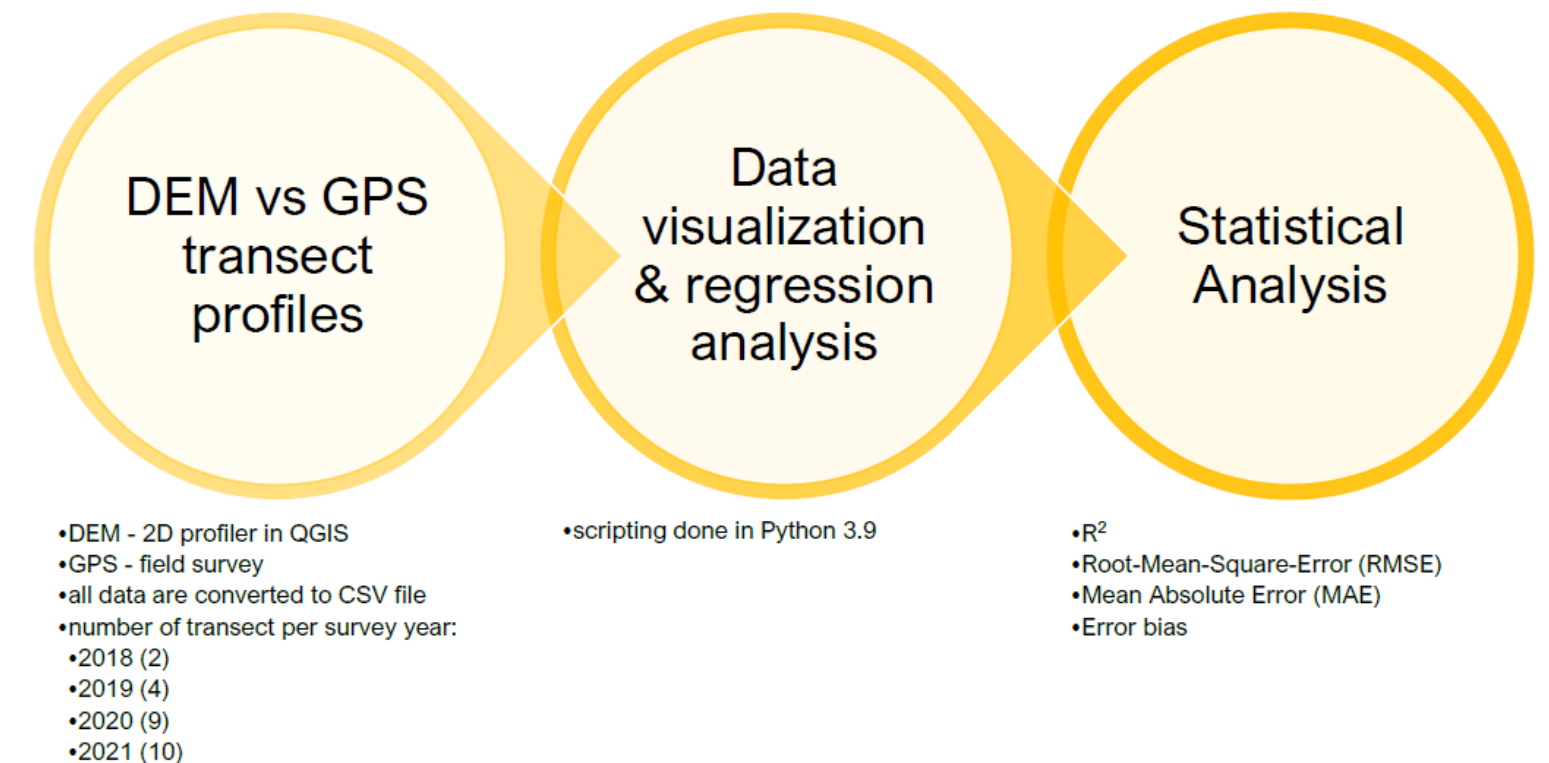 DEM vs GPS
transect
profiles
•DEM - 2D profiler in QGIS
•GPS - field survey
•all data are converted to CSV file
•number of transect per survey year:
•2018 (2)
•2019 (4)
•2020 (9)
•2021 (10)
Data
visualization
& regression
analysis
•scripting done in Python 3.9
Statistical
Analysis
•R²
•Root-Mean-Square-Error (RMSE)
•Mean Absolute Error (MAE)
•Error bias